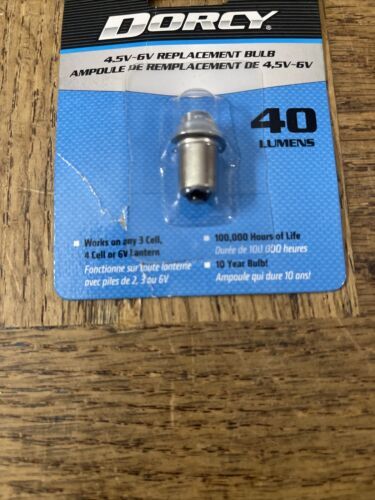 DORCY®
4.5V-6V REPLACEMENT BULB
AMPOULE DE REMPLACEMENT DE 4,5V-6V
40
LUMENS
Works on any 3 Cell,
4 Cell or 6V Lantern
Fonctionne sur toute lanterne
avec piles de 2, 3 ou 6V
100,000 Hours of Life
Durée de 100 000 heures
10 Year Bulb!
Ampoule qui dure 10 ans!